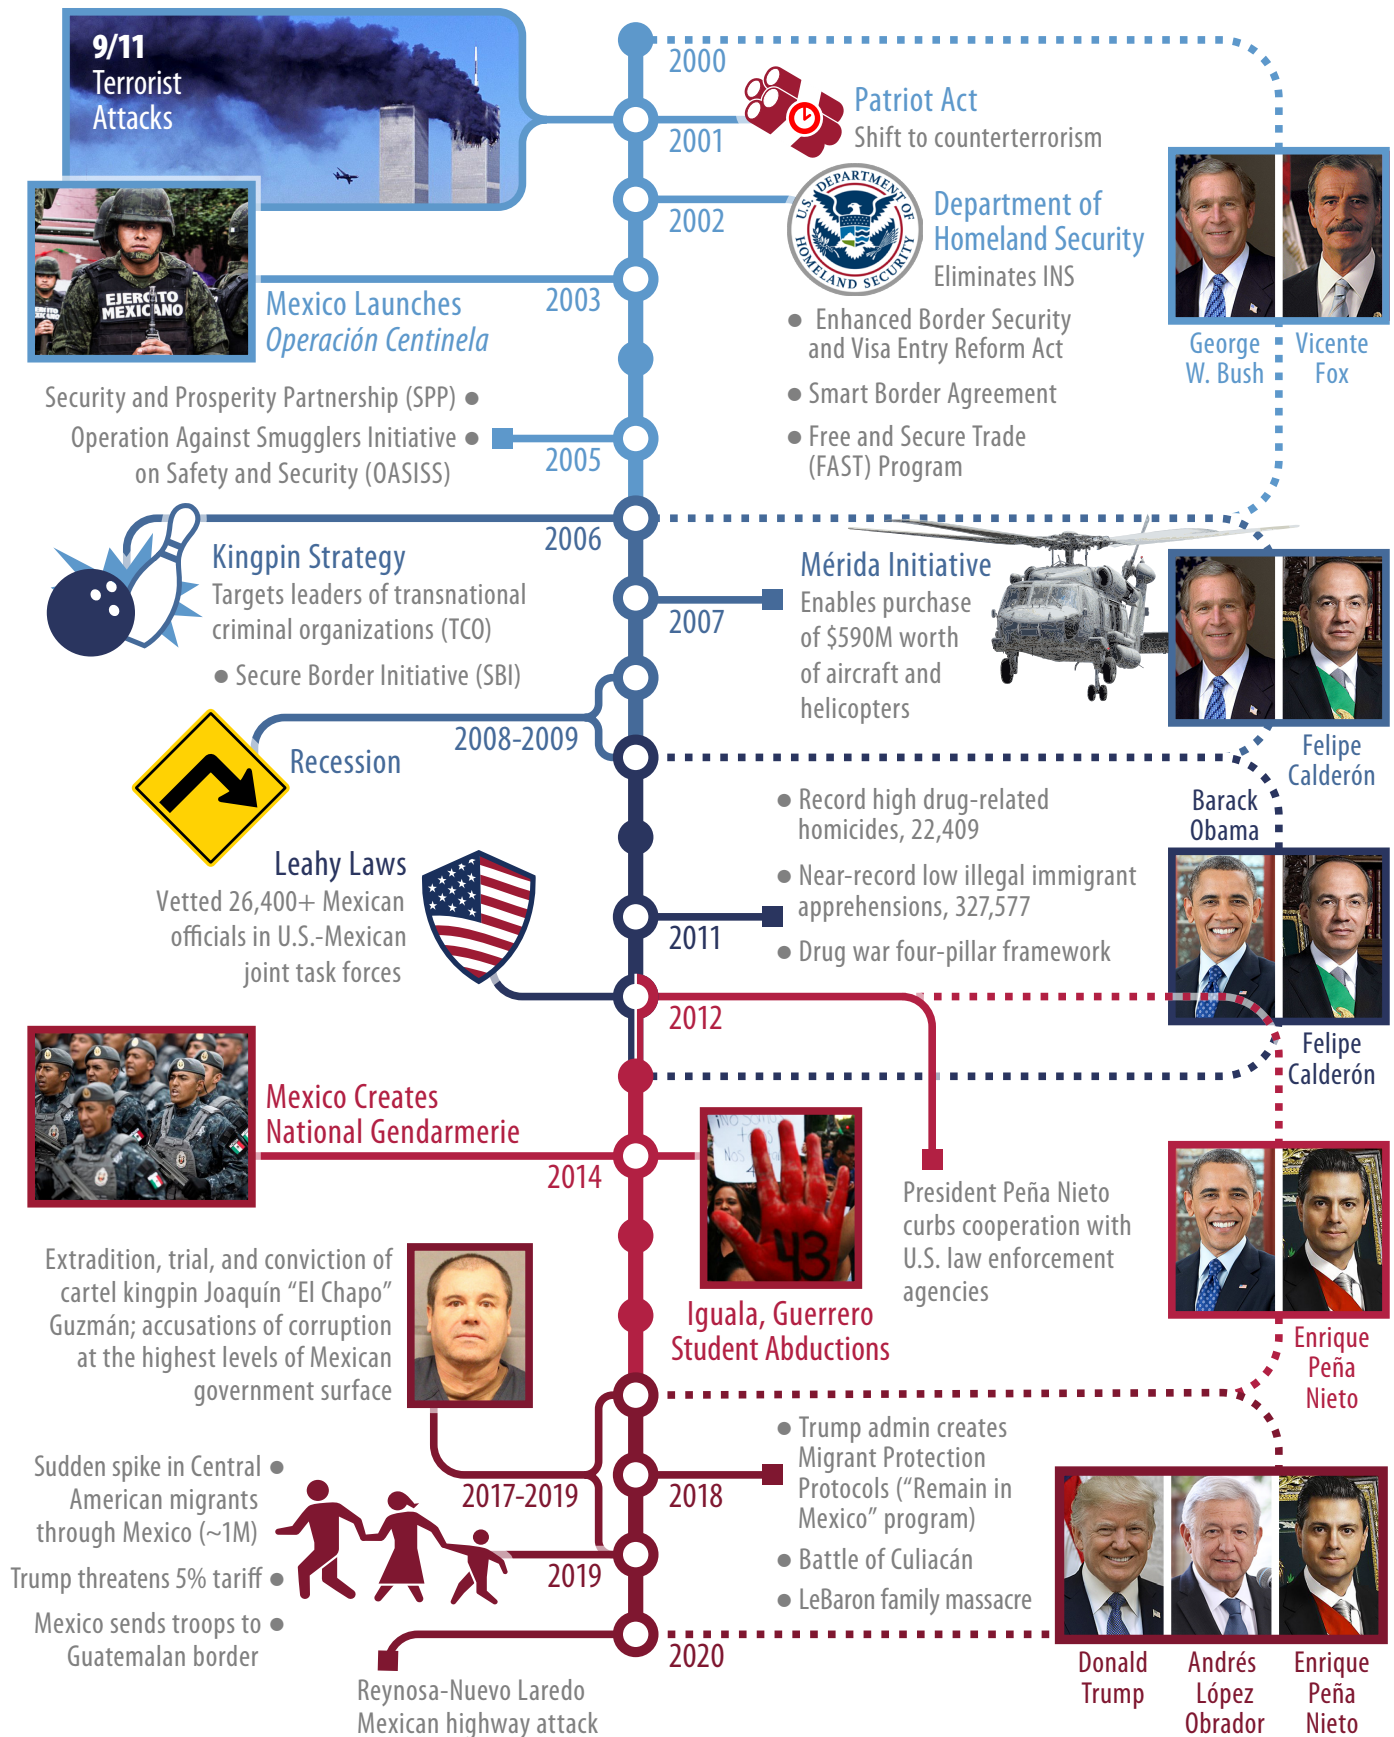 9/11
Terrorist
Attacks
2000
2001
Patriot Act
Shift to counterterrorism
2002
U.S. DEPARTMENT OF
HOMELAND SECURITY
Department of
Homeland Security
Eliminates INS
● Enhanced Border Security
and Visa Entry Reform Act
● Smart Border Agreement
● Free and Secure Trade
(FAST) Program
George
W. Bush
Vicente
Fox
EJERCITO
MEXICANO
Mexico Launches
Operación Centinela
2003
Security and Prosperity Partnership (SPP) ●
Operation Against Smugglers Initiative ●
on Safety and Security (OASISS)
2005
2006
Kingpin Strategy
Targets leaders of transnational
criminal organizations (TCO)
● Secure Border Initiative (SBI)
2007
Mérida Initiative
Enables purchase
of $590M worth
of aircraft and
helicopters
Felipe
Calderón
2008-2009
Recession
Barack
Obama
● Record high drug-related
homicides, 22,409
● Near-record low illegal immigrant
apprehensions, 327,577
● Drug war four-pillar framework
2011
Leahy Laws
Vetted 26,400+ Mexican
officials in U.S.-Mexican
joint task forces
2012
Felipe
Calderón
Mexico Creates
National Gendarmerie
2014
43
Iguala, Guerrero
Student Abductions
President Peña Nieto
curbs cooperation with
U.S. law enforcement
agencies
Enrique
Peña
Nieto
Extradition, trial, and conviction of
cartel kingpin Joaquín “El Chapo”
Guzmán; accusations of corruption
at the highest levels of Mexican
government surface
2017-2019
2018
● Trump admin creates
Migrant Protection
Protocols (“Remain in
Mexico” program)
● Battle of Culiacán
● LeBaron family massacre
Sudden spike in Central ●
American migrants
through Mexico (~1M)
Trump threatens 5% tariff ●
Mexico sends troops to ●
Guatemalan border
2019
2020
Reynosa-Nuevo Laredo
Mexican highway attack
Donald
Trump
Andrés
López
Obrador
Enrique
Peña
Nieto